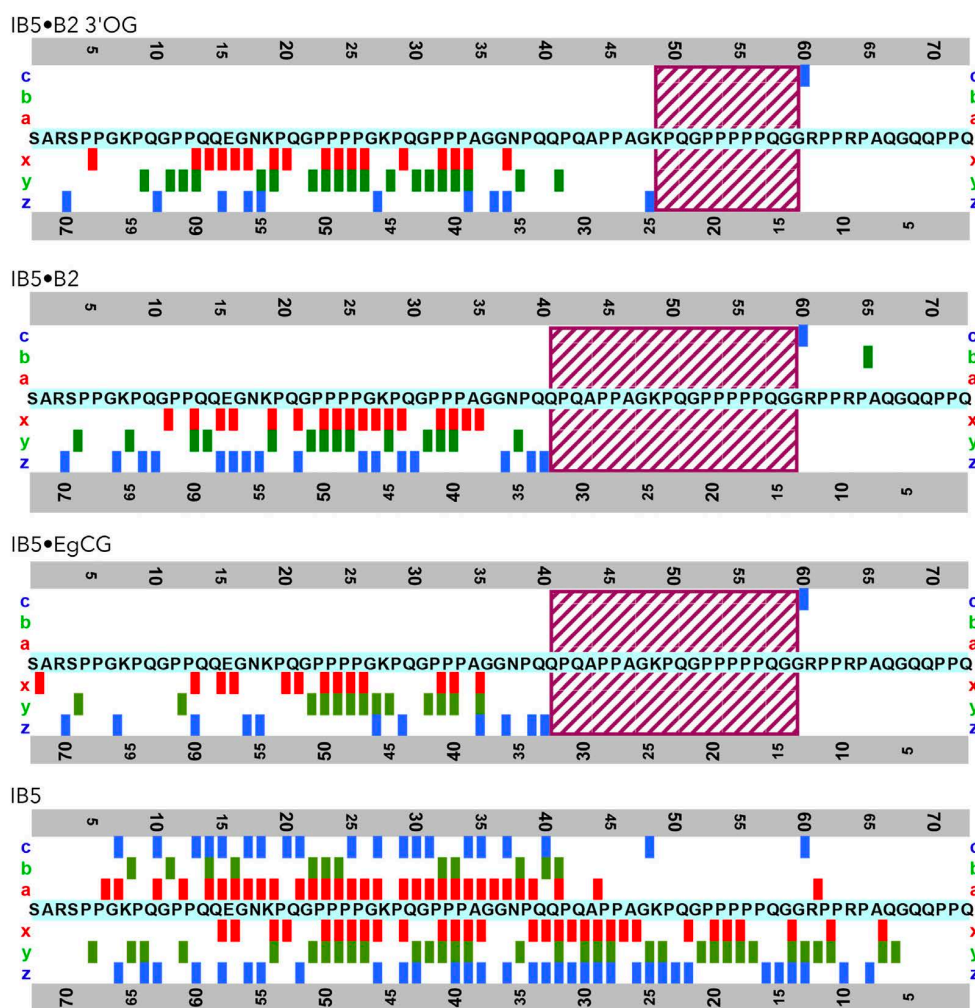 IB5•B2 3'OG
5 10 15 20 25 30 35 40 45 50 55 60 65 70
c c
b b
a a
SARSPPGKPQGPPQQEGNKPQGPPPPGKPQGPPPAGGNPQQPQAPPAGKPQGPPPPPQGGRPPRPAQGQQPPQ
x x
y y
z z
70 65 60 55 50 45 40 35 30 25 20 15 10 5
IB5•B2
5 10 15 20 25 30 35 40 45 50 55 60 65 70
c c
b b
a a
SARSPPGKPQGPPQQEGNKPQGPPPPGKPQGPPPAGGNPQQPQAPPAGKPQGPPPPPQGGRPPRPAQGQQPPQ
x x
y y
z z
70 65 60 55 50 45 40 35 30 25 20 15 10 5
IB5•EgCG
5 10 15 20 25 30 35 40 45 50 55 60 65 70
c c
b b
a a
SARSPPGKPQGPPQQEGNKPQGPPPPGKPQGPPPAGGNPQQPQAPPAGKPQGPPPPPQGGRPPRPAQGQQPPQ
x x
y y
z z
70 65 60 55 50 45 40 35 30 25 20 15 10 5
IB5
5 10 15 20 25 30 35 40 45 50 55 60 65 70
c c
b b
a a
SARSPPGKPQGPPQQEGNKPQGPPPPGKPQGPPPAGGNPQQPQAPPAGKPQGPPPPPQGGRPPRPAQGQQPPQ
x x
y y
z z
70 65 60 55 50 45 40 35 30 25 20 15 10 5